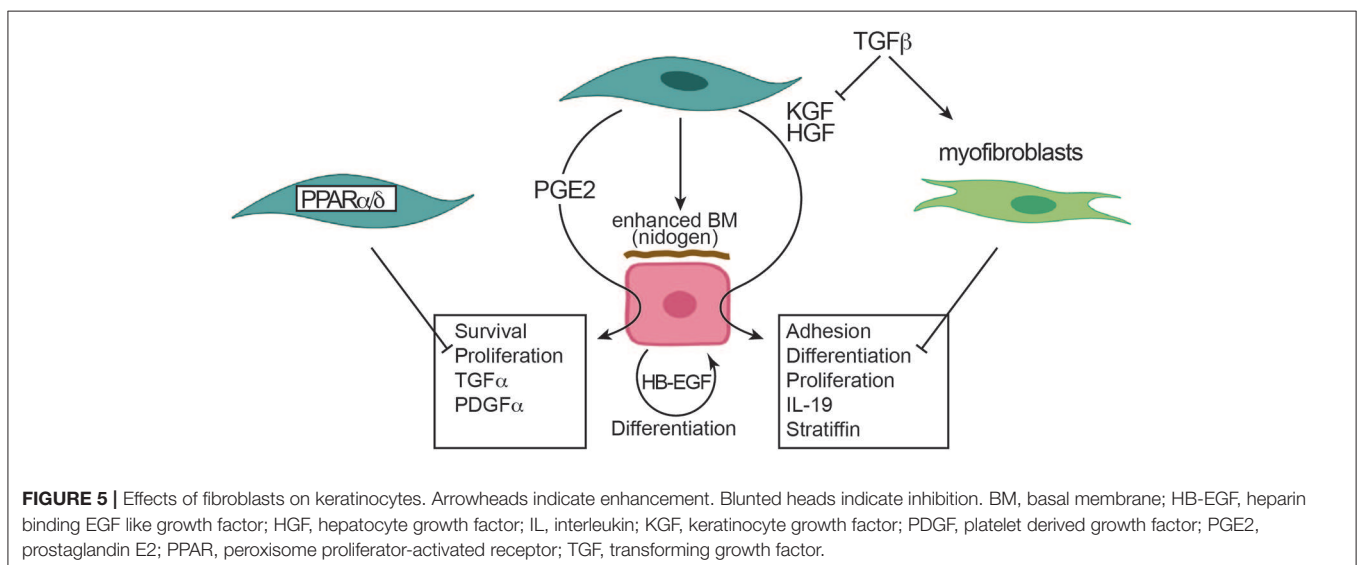 TGFβ
KGF
HGF
myofibroblasts
PPARα/δ
PGE2
enhanced BM
(nidogen)
Survival
Proliferation
TGFα
PDGFα
HB-EGF
Differentiation
Adhesion
Differentiation
Proliferation
IL-19
Stratiffin
FIGURE 5 | Effects of fibroblasts on keratinocytes. Arrowheads indicate enhancement. Blunted heads indicate inhibition. BM, basal membrane; HB-EGF, heparin
binding EGF like growth factor; HGF, hepatocyte growth factor; IL, interleukin; KGF, keratinocyte growth factor; PDGF, platelet derived growth factor; PGE2,
prostaglandin E2; PPAR, peroxisome proliferator-activated receptor; TGF, transforming growth factor.